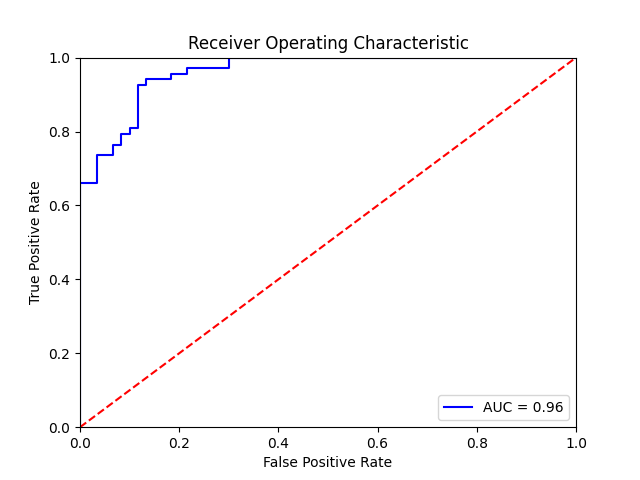 Receiver Operating Characteristic
1.0
0.8
0.6
0.4
0.2
0.0
True Positive Rate
AUC = 0.96
0.0 0.2 0.4 0.6 0.8 1.0
False Positive Rate